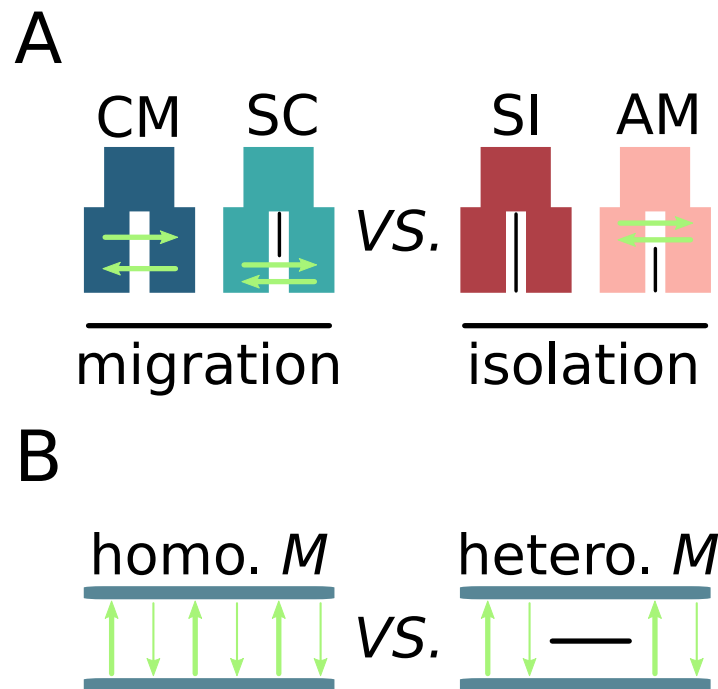 A
CM SC SI AM
VS.
migration isolation
B
homo. M hetero. M
VS.